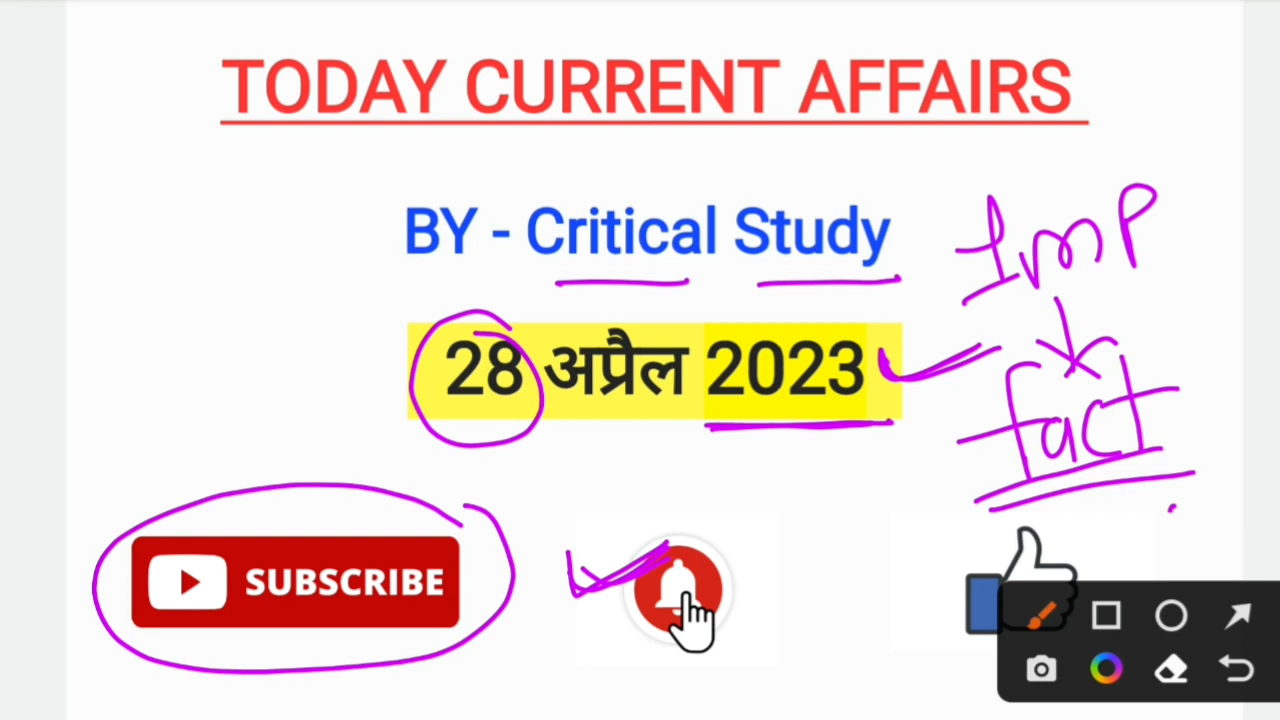 TODAY CURRENT AFFAIRS
BY - Critical Study
Imp
28 अप्रैल 2023
fact
SUBSCRIBE